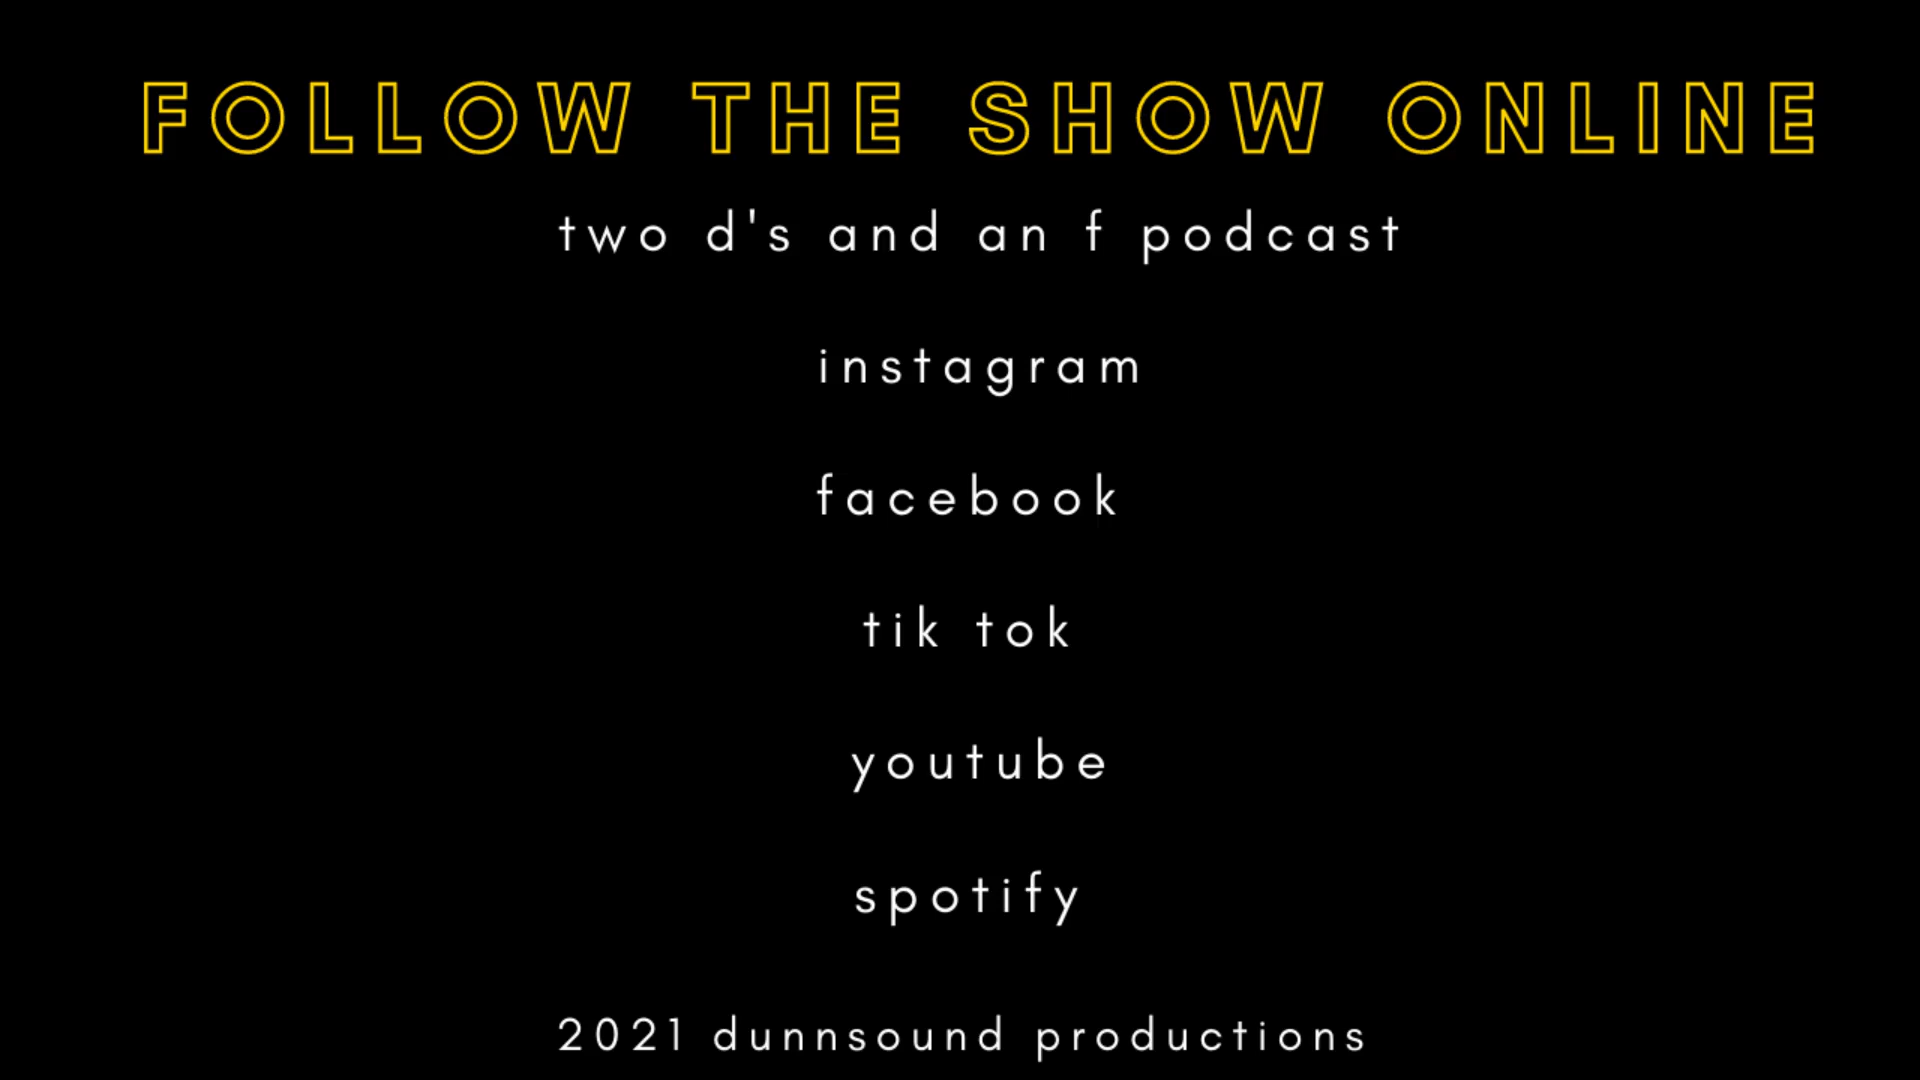 FOLLOW THE SHOW ONLINE
two d's and an f podcast
instagram
facebook
tik tok
youtube
spotify
2021 dunnsound productions